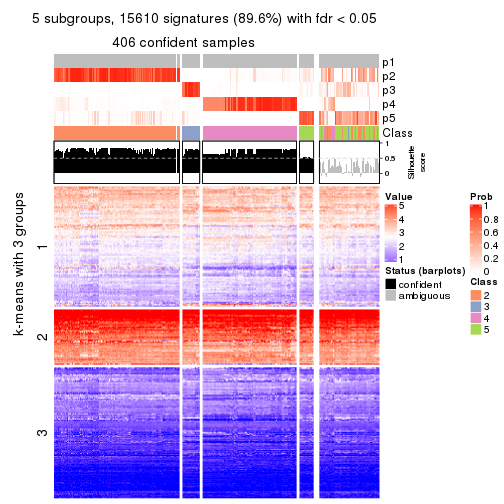 5 subgroups, 15610 signatures (89.6%) with fdr < 0.05
406 confident samples
p1
p2
p3
p4
p5
Class
1
0.5
0
Silhouette
score
k-means with 3 groups
1
2
3
Value
5
4
3
2
1
Status (barplots)
confident
ambiguous
Prob
1
0.8
0.6
0.4
0.2
0
Class
2
3
4
5